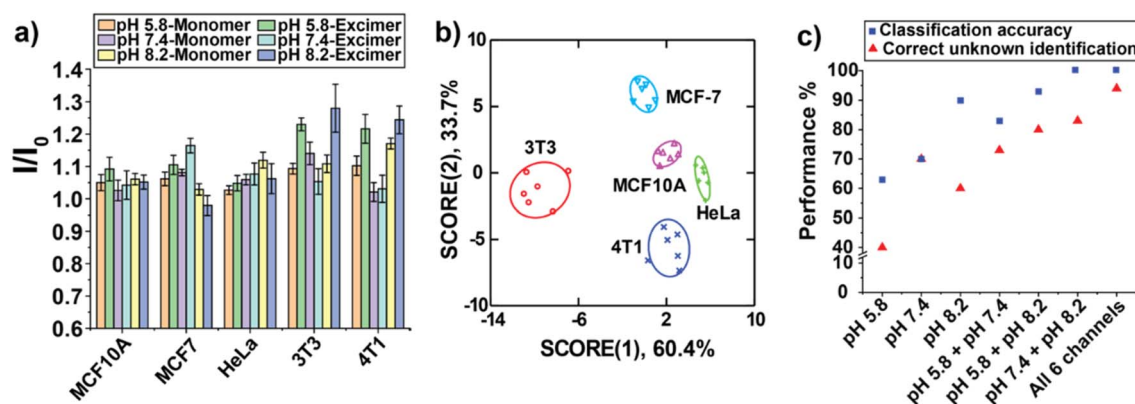 a)
pH 5.8-Monomer
pH 5.8-Excimer
pH 7.4-Monomer
pH 7.4-Excimer
pH 8.2-Monomer
pH 8.2-Excimer
I/I0
1.4
1.3
1.2
1.1
1.0
0.9
0.8
0.7
0.6
MCF10A
MCF7
HeLa
3T3
4T1
b)
SCORE(2), 33.7%
10
5
0
-5
-10
MCF-7
3T3
MCF10A
HeLa
4T1
-14
-6
2
10
SCORE(1), 60.4%
c)
Classification accuracy
Correct unknown identification
Performance %
100
90
80
70
60
50
40
10
0
pH 5.8
pH 7.4
pH 8.2
pH 5.8 + pH 7.4
pH 5.8 + pH 8.2
pH 7.4 + pH 8.2
All 6 channels